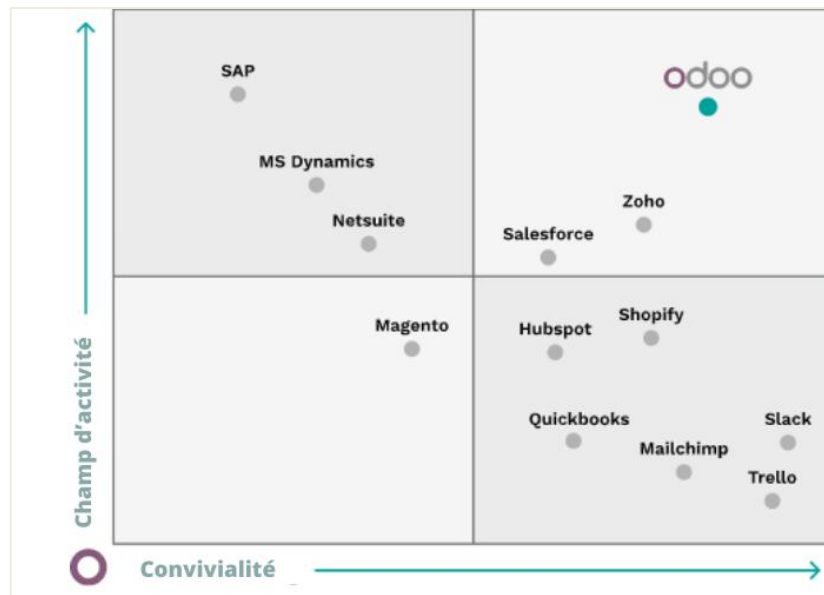 SAP
odoo
MS Dynamics
Zoho
Netsuite
Salesforce
Magento
Hubspot
Shopify
Quickbooks
Slack
Mailchimp
Trello
Champ d’activité
Convivialité